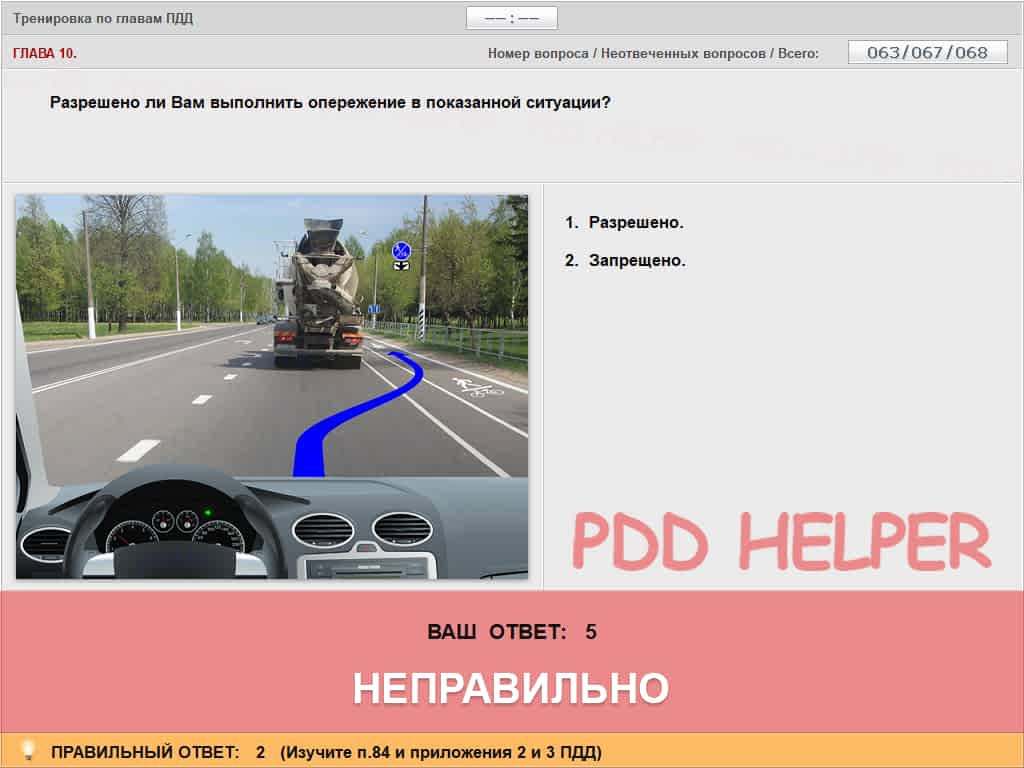 Тренировка по главам ПДД
—— : ——
ГЛАВА 10.
Номер вопроса / Неотвеченных вопросов / Всего:
063/067/068
Разрешено ли Вам выполнить опережение в показанной ситуации?
1. Разрешено.
2. Запрещено.
PDD HELPER
ВАШ ОТВЕТ: 5
НЕПРАВИЛЬНО
ПРАВИЛЬНЫЙ ОТВЕТ: 2 (Изучите п.84 и приложения 2 и 3 ПДД)